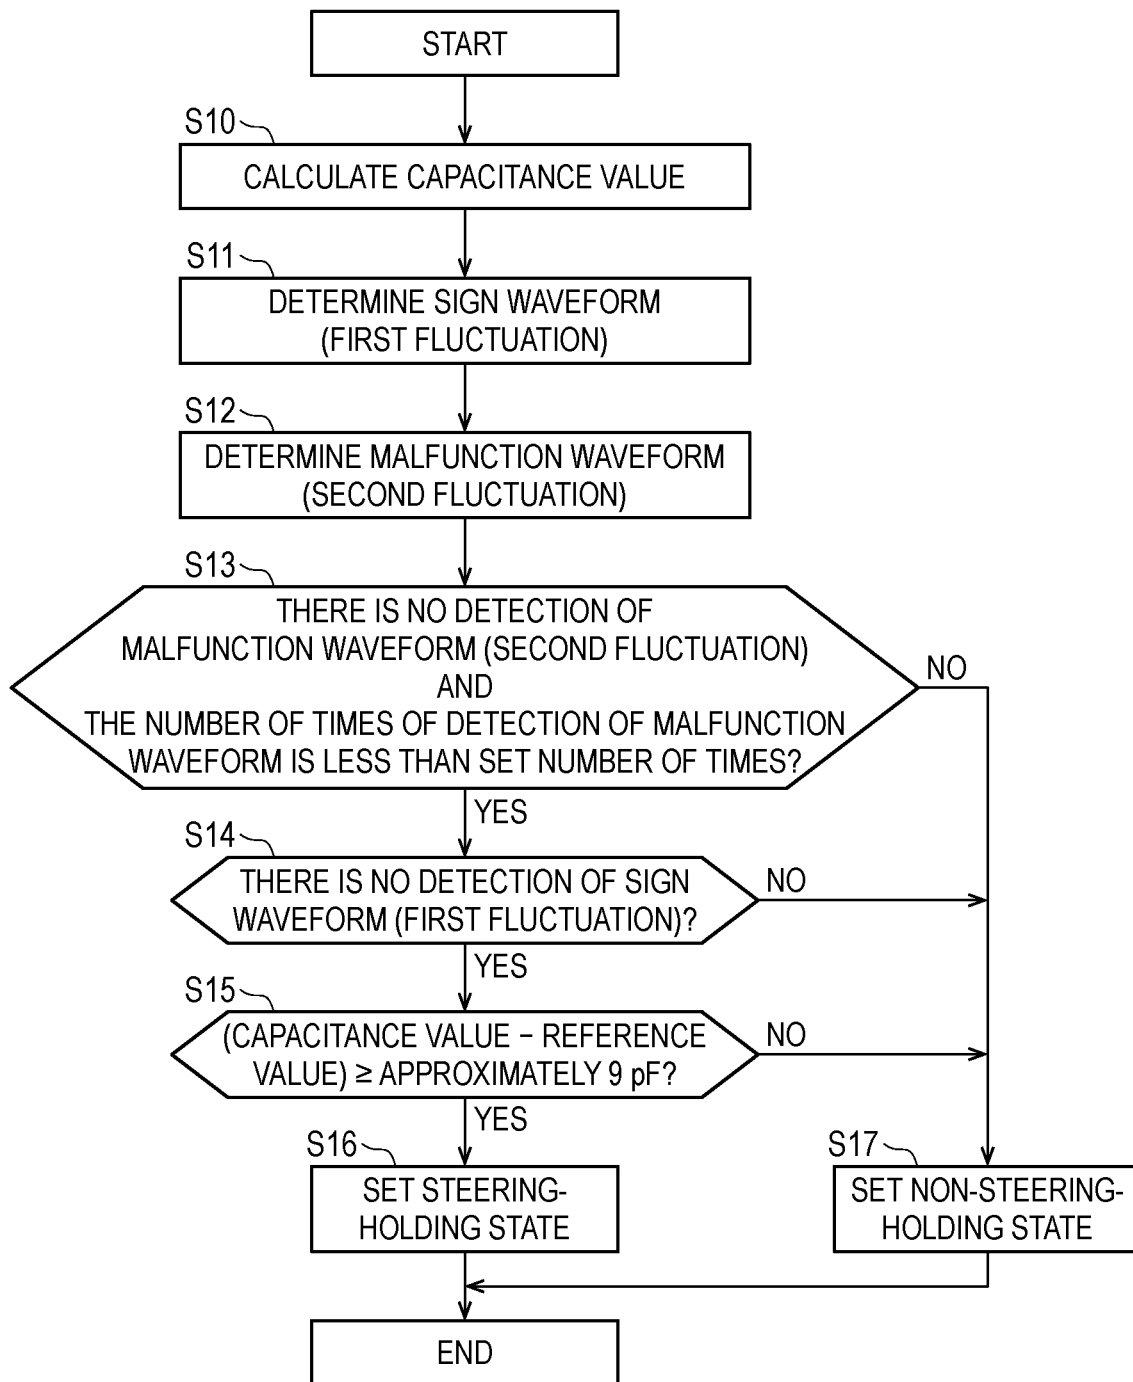 START
S10
CALCULATE CAPACITANCE VALUE
S11
DETERMINE SIGN WAVEFORM
(FIRST FLUCTUATION)
S12
DETERMINE MALFUNCTION WAVEFORM
(SECOND FLUCTUATION)
S13
THERE IS NO DETECTION OF
MALFUNCTION WAVEFORM (SECOND FLUCTUATION)
AND
THE NUMBER OF TIMES OF DETECTION OF MALFUNCTION
WAVEFORM IS LESS THAN SET NUMBER OF TIMES?
NO
YES
S14
THERE IS NO DETECTION OF SIGN
WAVEFORM (FIRST FLUCTUATION)?
NO
YES
S15
(CAPACITANCE VALUE – REFERENCE
VALUE) ≥ APPROXIMATELY 9 pF?
NO
YES
S16
SET STEERING-
HOLDING STATE
S17
SET NON-STEERING-
HOLDING STATE
END